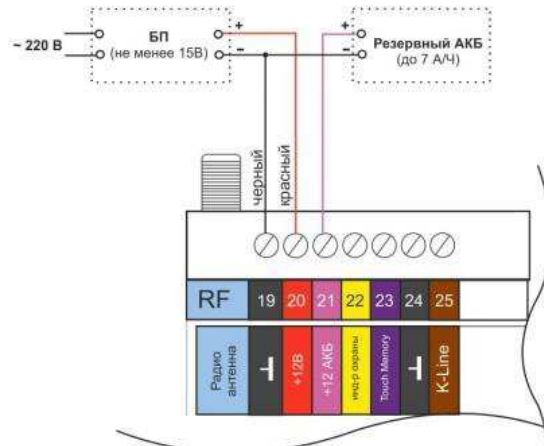 ~ 220 В
БП
(не менее 15В)
+
−
+
−
Резервный АКБ
(до 7 А/Ч)
черный
красный
RF
19
20
21
22
23
24
25
Радио
антенна
+12В
+12 АКБ
инд-р охраны
Touch Memory
K-Line